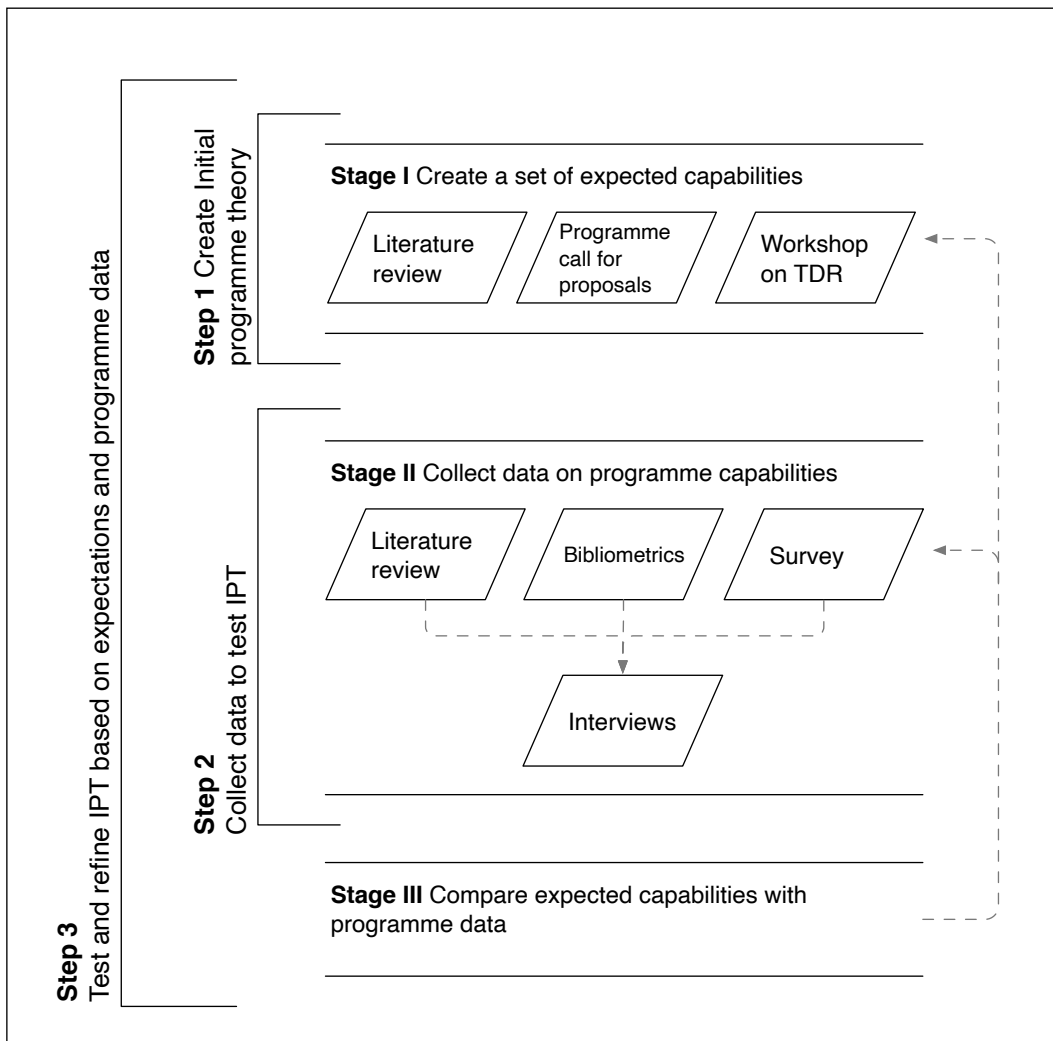 Step 3
Test and refine IPT based on expectations and programme data
Step 1 Create Initial
programme theory
Stage I Create a set of expected capabilities
Literature
review
Programme
call for
proposals
Workshop
on TDR
Step 2
Collect data to test IPT
Stage II Collect data on programme capabilities
Literature
review
Bibliometrics
Survey
Interviews
Stage III Compare expected capabilities with
programme data